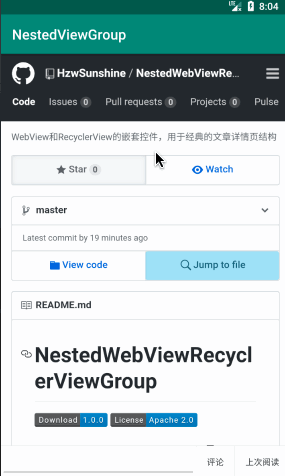 8:04
NestedViewGroup
HzwSunshine / NestedWebViewRe...
Code Issues 0 Pull requests 0 Projects 0 Pulse
WebView和RecyclerView的嵌套控件，用于经典的文章详情页结构
Star 0 Watch
master
Latest commit by 19 minutes ago
View code Jump to file
README.md
NestedWebViewRecycl
erViewGroup
Download 1.0.0 License Apache 2.0
评论 上次阅读